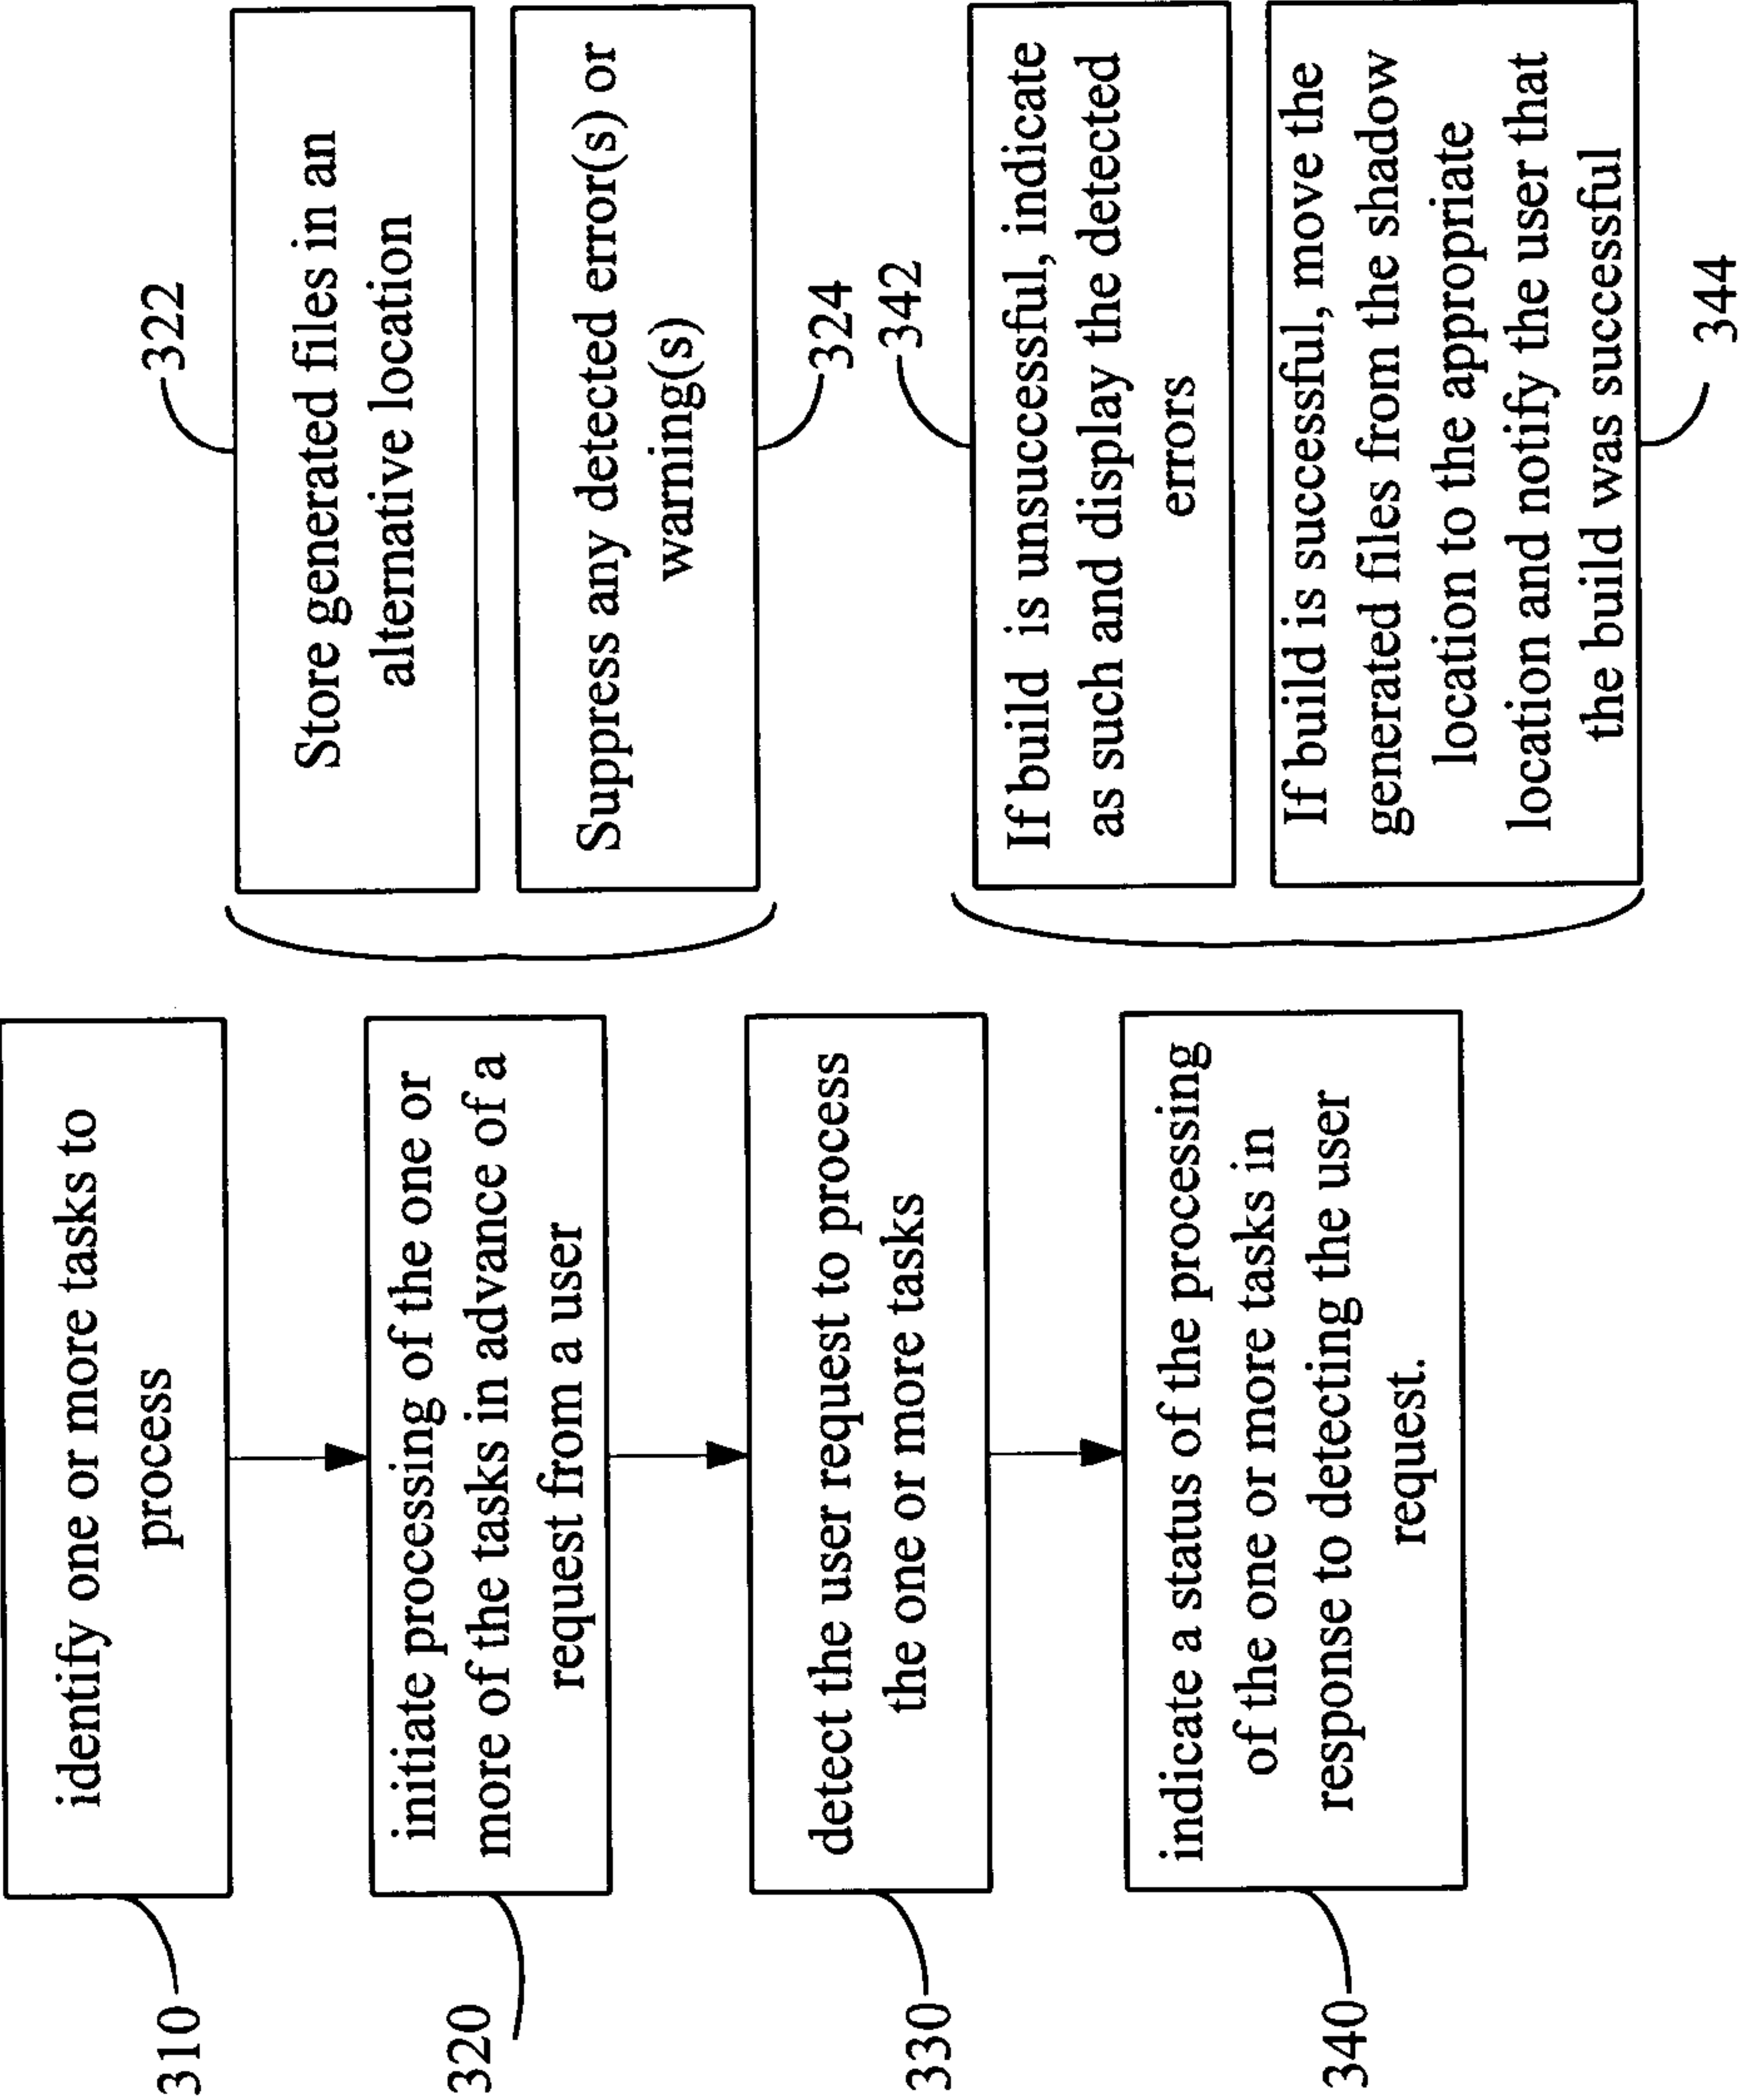 310
identify one or more tasks to
process
320
initiate processing of the one or
more of the tasks in advance of a
request from a user
322
Store generated files in an
alternative location
Suppress any detected error(s) or
warning(s)
324
330
detect the user request to process
the one or more tasks
340
indicate a status of the processing
of the one or more tasks in
response to detecting the user
request.
342
If build is unsuccessful, indicate
as such and display the detected
errors
If build is successful, move the
generated files from the shadow
location to the appropriate
location and notify the user that
the build was successful
344